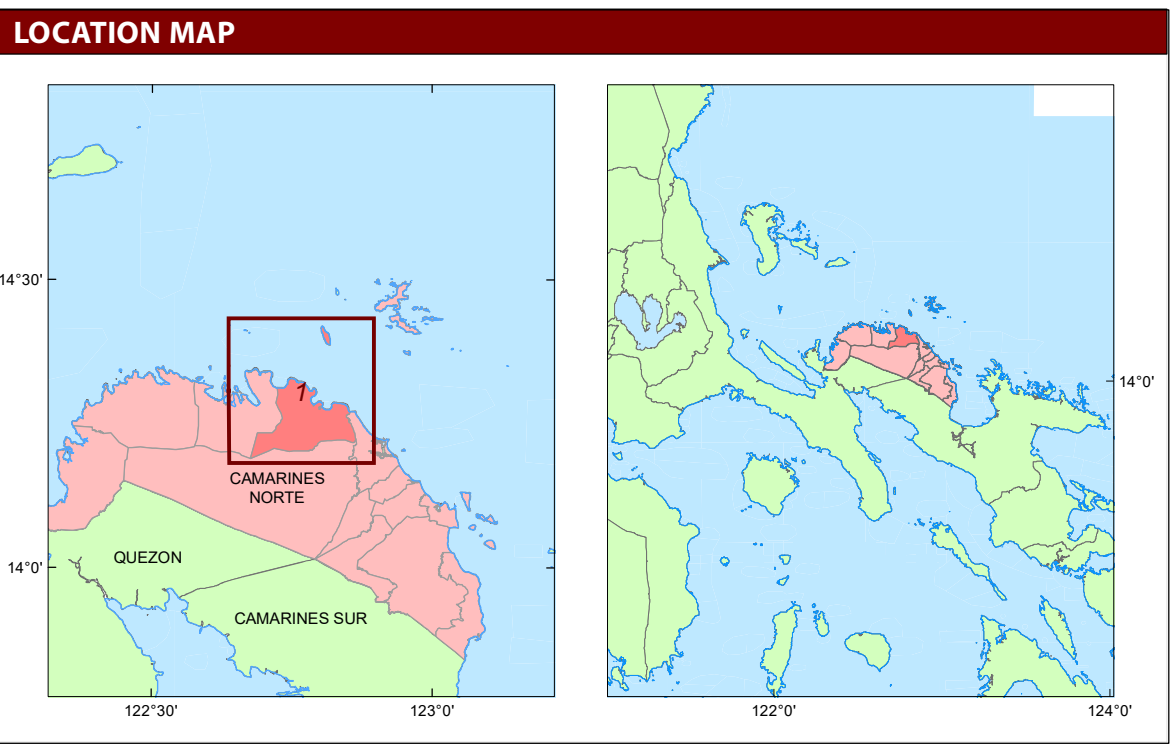 LOCATION MAP
14°30'
1
CAMARINES
NORTE
QUEZON
14°0'
CAMARINES SUR
122°30'
123°0'
14°0'
122°0'
124°0'